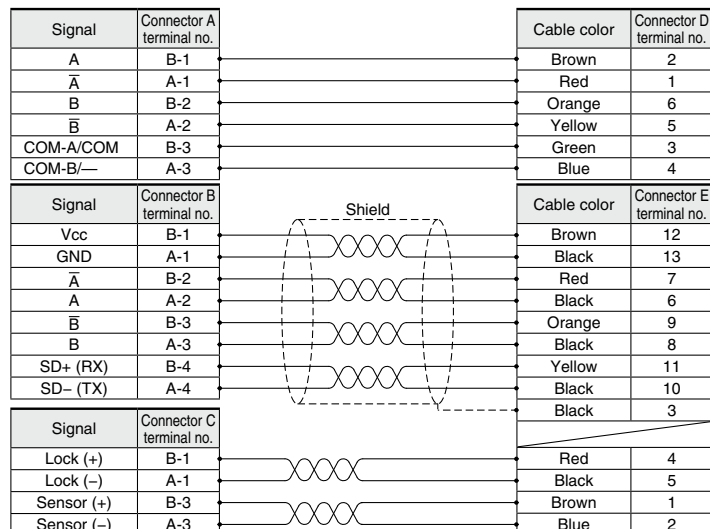 Signal Connector A terminal no. Cable color Connector D terminal no.
A B-1 Brown 2
A̅ A-1 Red 1
B B-2 Orange 6
B̅ A-2 Yellow 5
COM-A/COM B-3 Green 3
COM-B/— A-3 Blue 4
Signal Connector B terminal no. Shield Cable color Connector E terminal no.
Vcc B-1 Brown 12
GND A-1 Black 13
A̅ B-2 Red 7
A A-2 Black 6
B̅ B-3 Orange 9
B A-3 Black 8
SD+ (RX) B-4 Yellow 11
SD− (TX) A-4 Black 10
Black 3
Signal Connector C terminal no.
Lock (+) B-1 Red 4
Lock (−) A-1 Black 5
Sensor (+) B-3 Brown 1
Sensor (−) A-3 Blue 2